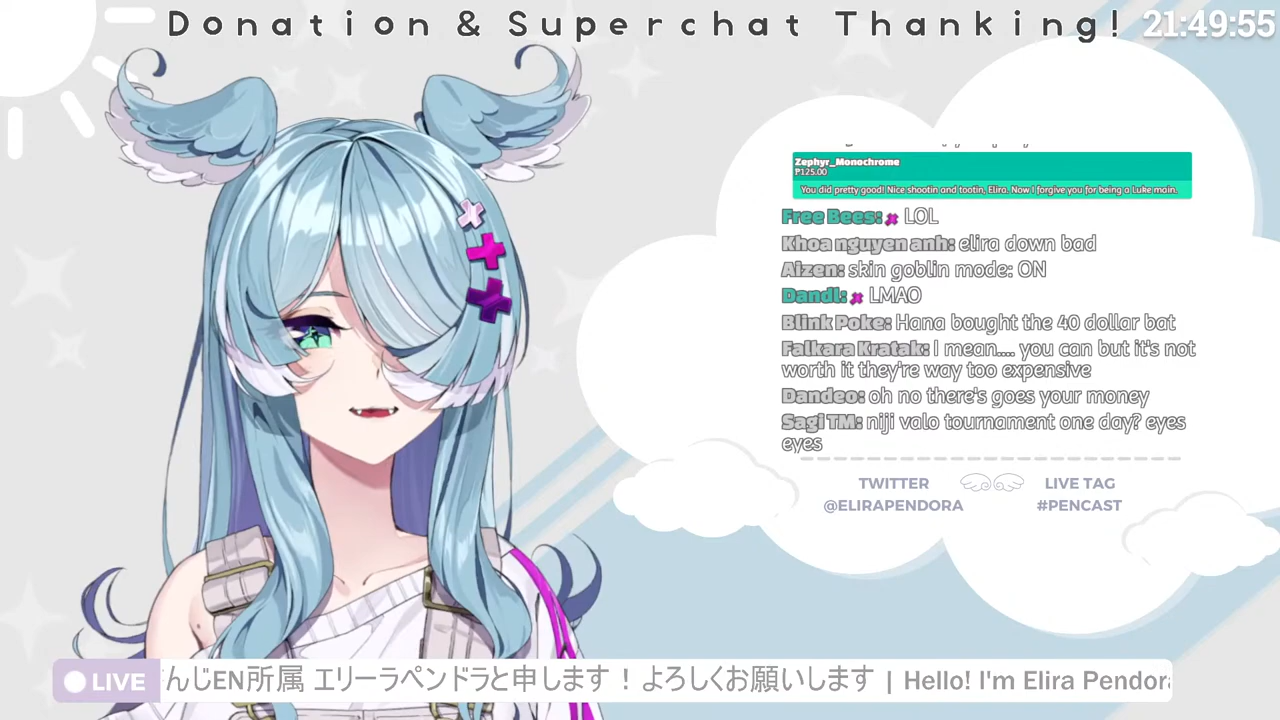 Donation & Superchat Thanking!
21:49:55
Zephyr_Monochrome
₱125.00
You did pretty good! Nice shootin and tootin, Elira. Now I forgive you for being a Luke main.
Free Bees: LOL
Khoa nguyen anh: elira down bad
Aizen: skin goblin mode: ON
Dandl: LMAO
Blink Poke: Hana bought the 40 dollar bat
Falkara Kratak: I mean.... you can but it's not
worth it they're way too expensive
Dandeo: oh no there's goes your money
Sagi TM: niji valo tournament one day? eyes
eyes
TWITTER
@ELIRAPENDORA
LIVE TAG
#PENCAST
LIVE
んじEN所属 エリーラペンドラと申します！よろしくお願いします | Hello! I'm Elira Pendora